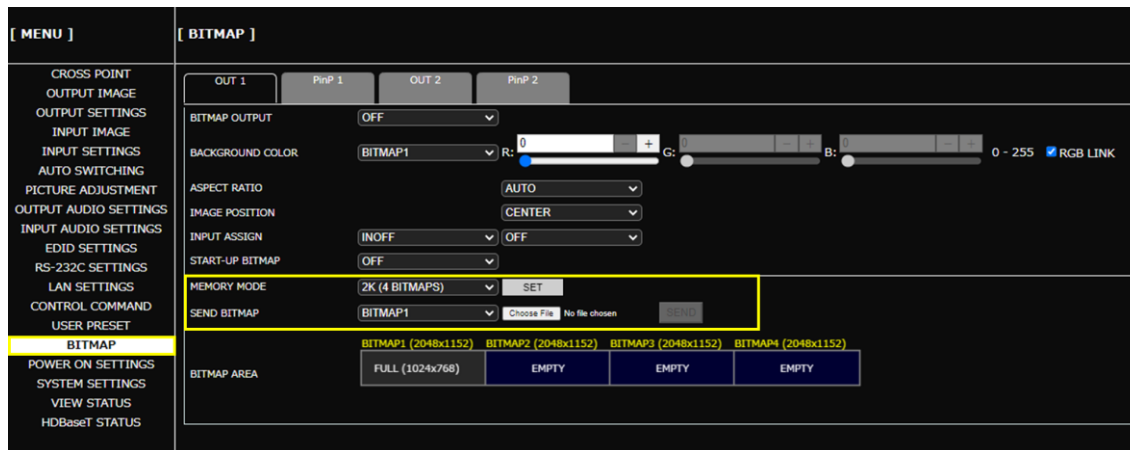 [ MENU ]
[ BITMAP ]
CROSS POINT
OUTPUT IMAGE
OUTPUT SETTINGS
INPUT IMAGE
INPUT SETTINGS
AUTO SWITCHING
PICTURE ADJUSTMENT
OUTPUT AUDIO SETTINGS
INPUT AUDIO SETTINGS
EDID SETTINGS
RS-232C SETTINGS
LAN SETTINGS
CONTROL COMMAND
USER PRESET
BITMAP
POWER ON SETTINGS
SYSTEM SETTINGS
VIEW STATUS
HDBaseT STATUS
OUT 1 PinP 1 OUT 2 PinP 2
BITMAP OUTPUT OFF
BACKGROUND COLOR BITMAP1 R: 0 - + G: 0 - + B: 0 - + 0 - 255 RGB LINK
ASPECT RATIO AUTO
IMAGE POSITION CENTER
INPUT ASSIGN INOFF OFF
START-UP BITMAP OFF
MEMORY MODE 2K (4 BITMAPS) SET
SEND BITMAP BITMAP1 Choose File No file chosen SEND
BITMAP1 (2048x1152) BITMAP2 (2048x1152) BITMAP3 (2048x1152) BITMAP4 (2048x1152)
BITMAP AREA FULL (1024x768) EMPTY EMPTY EMPTY